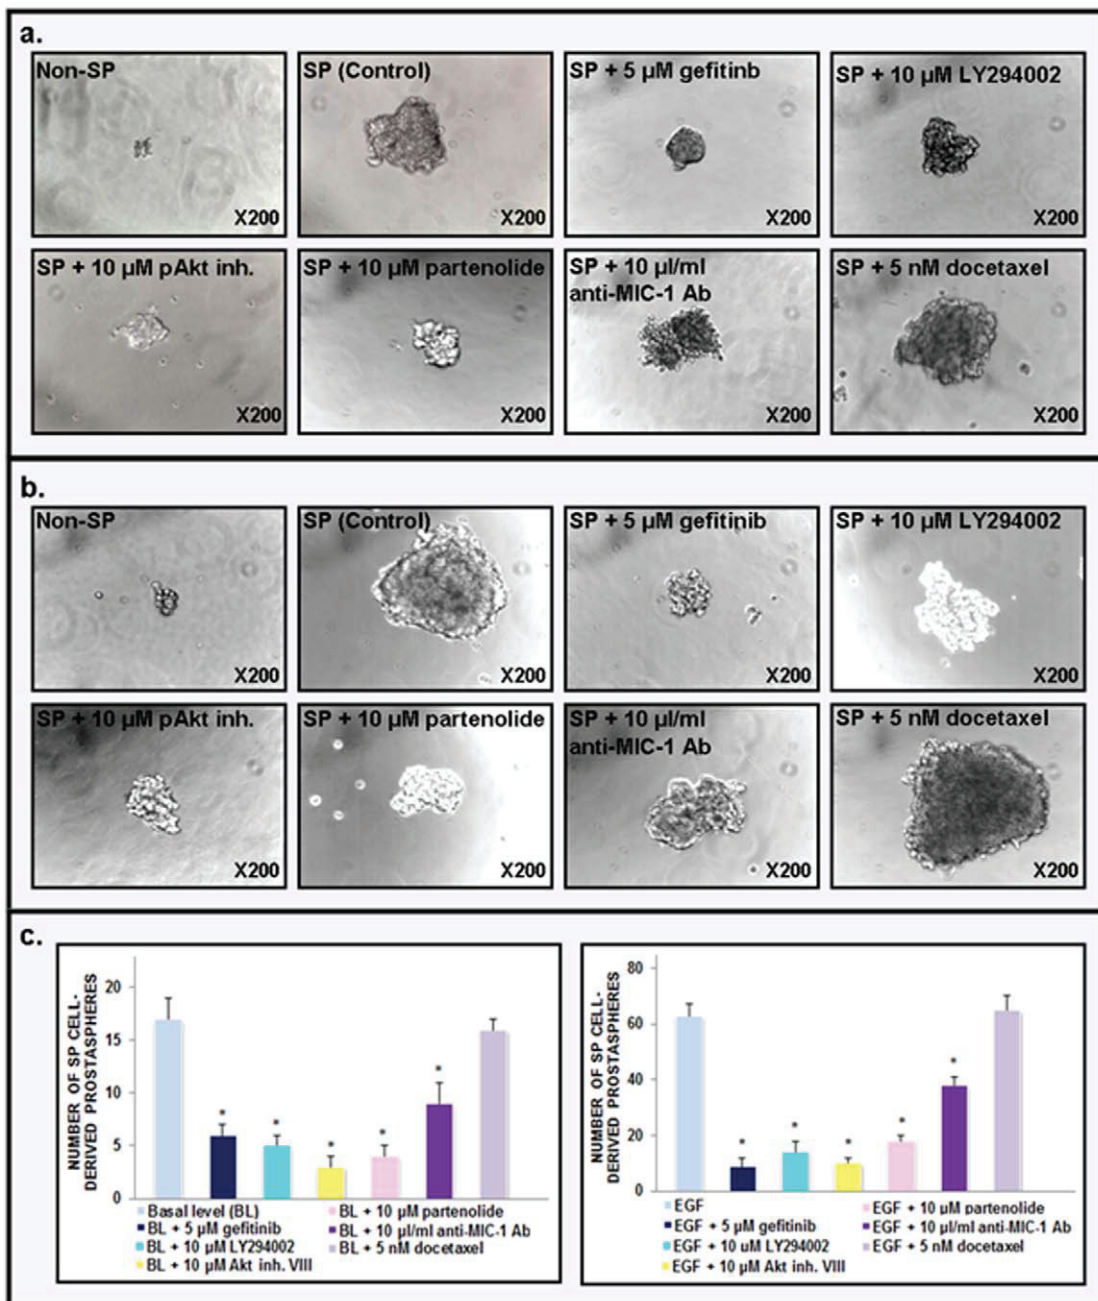 a.
Non-SP
X200
SP (Control)
X200
SP + 5 µM gefitinb
X200
SP + 10 µM LY294002
X200
SP + 10 µM pAkt inh.
X200
SP + 10 µM partenolide
X200
SP + 10 µl/ml
anti-MIC-1 Ab
X200
SP + 5 nM docetaxel
X200
b.
Non-SP
X200
SP (Control)
X200
SP + 5 µM gefitinib
X200
SP + 10 µM LY294002
X200
SP + 10 µM pAkt inh.
X200
SP + 10 µM partenolide
X200
SP + 10 µl/ml
anti-MIC-1 Ab
X200
SP + 5 nM docetaxel
X200
c.
NUMBER OF SP CELL-
DERIVED PROSTASPHERES
20
15
10
5
0
* * * * *
Basal level (BL)
BL + 5 µM gefitinib
BL + 10 µM LY294002
BL + 10 µM Akt inh. VIII
BL + 10 µM partenolide
BL + 10 µl/ml anti-MIC-1 Ab
BL + 5 nM docetaxel
NUMBER OF SP CELL-
DERIVED PROSTASPHERES
80
60
40
20
0
* * * * *
EGF
EGF + 5 µM gefitinib
EGF + 10 uM LY294002
EGF + 10 µM Akt inh. VIII
EGF + 10 µM partenolide
EGF + 10 µl/ml anti-MIC-1 Ab
EGF + 5 nM docetaxel